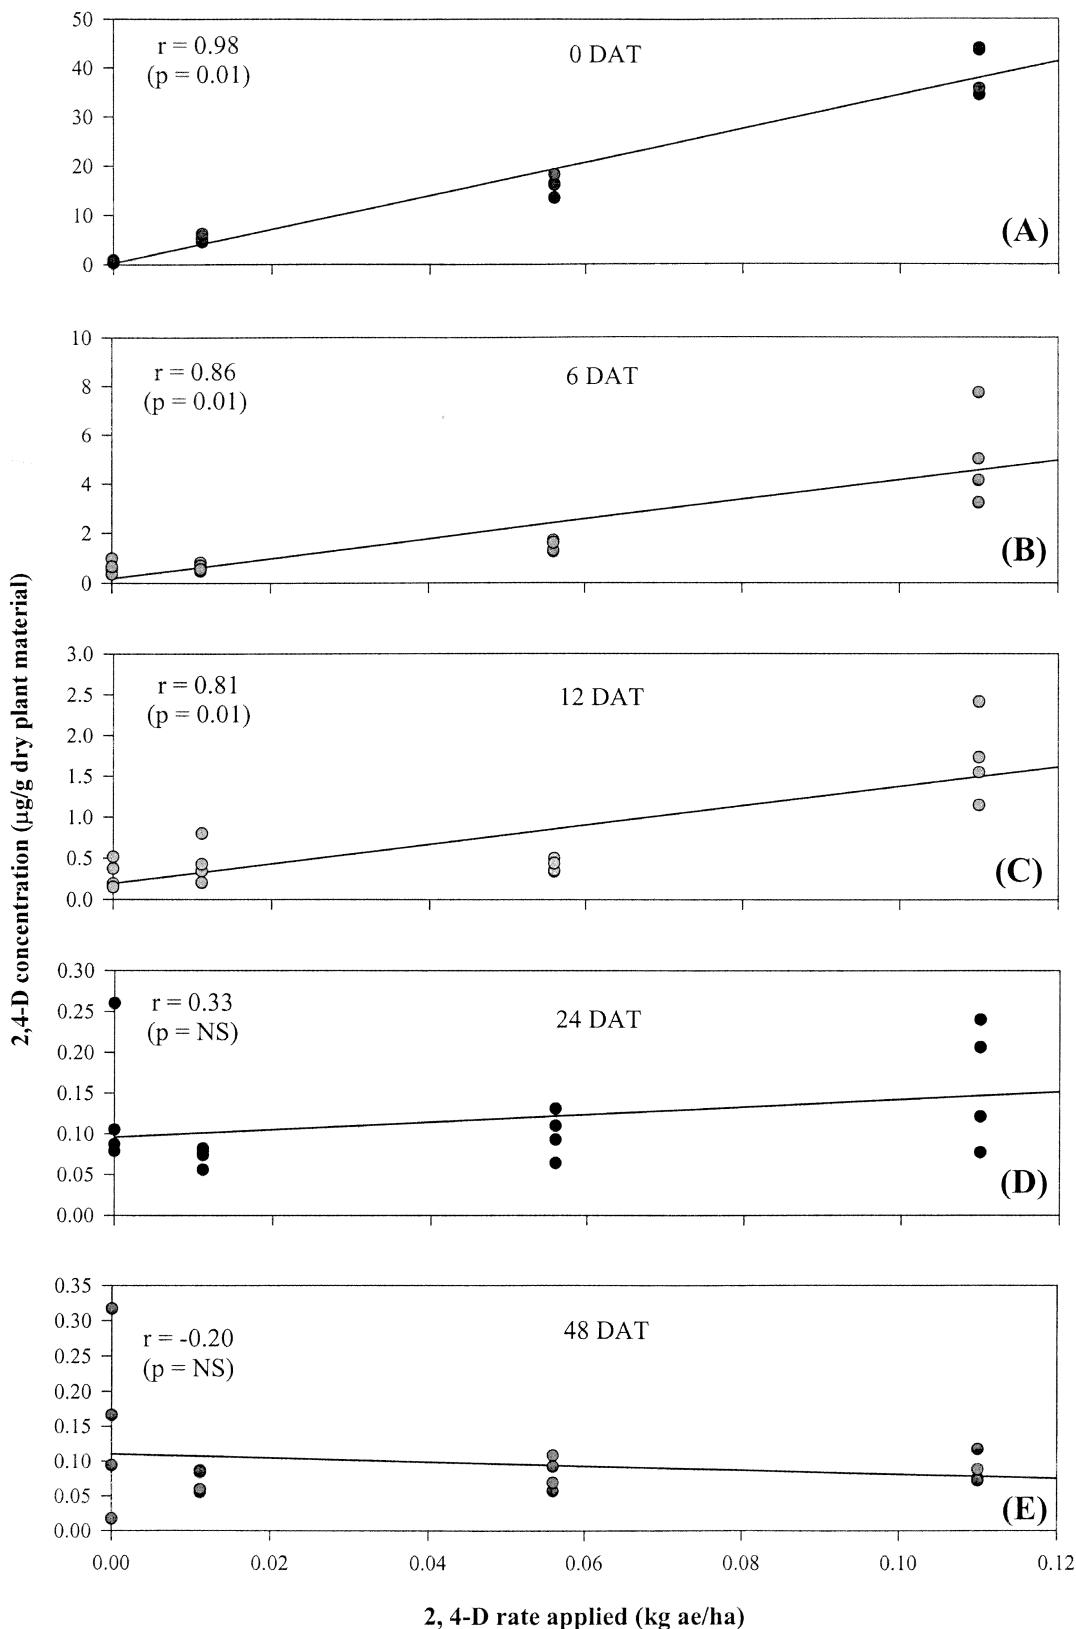 50
r = 0.98
0 DAT
(p = 0.01)
40
30
20
10
(A)
0
10
r = 0.86
6 DAT
(p = 0.01)
8
6
4
2
(B)
0
2,4-D concentration (µg/g dry plant material)
3.0
r = 0.81
12 DAT
(p = 0.01)
2.5
2.0
1.5
1.0
0.5
(C)
0.0
0.30
r = 0.33
24 DAT
(p = NS)
0.25
0.20
0.15
0.10
0.05
(D)
0.00
0.35
r = -0.20
48 DAT
(p = NS)
0.30
0.25
0.20
0.15
0.10
0.05
(E)
0.00
0.00 0.02 0.04 0.06 0.08 0.10 0.12
2, 4-D rate applied (kg ae/ha)